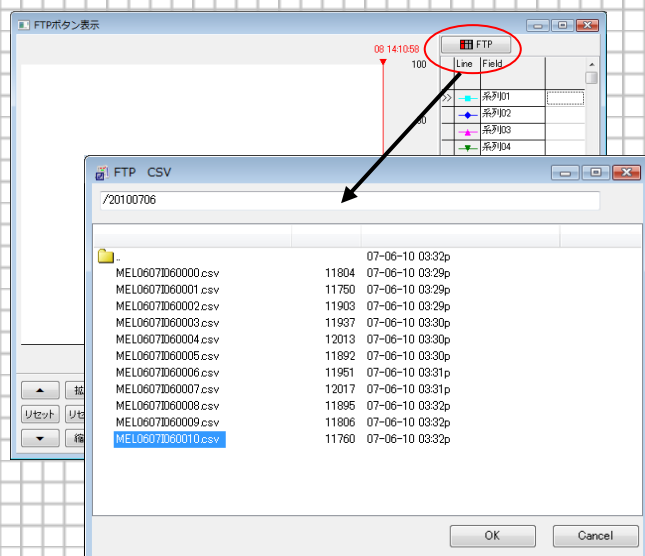 FTPボタン表示
08 14:10:58
FTP
100
Line Field
>> 系列01
系列02
系列03
系列04
FTP CSV
/20100706
.. 07-06-10 03:32p
MEL0607I060000.csv 11804 07-06-10 03:29p
MEL0607I060001.csv 11750 07-06-10 03:29p
MEL0607I060002.csv 11903 07-06-10 03:29p
MEL0607I060003.csv 11937 07-06-10 03:30p
MEL0607I060004.csv 12013 07-06-10 03:30p
MEL0607I060005.csv 11892 07-06-10 03:30p
MEL0607I060006.csv 11951 07-06-10 03:31p
MEL0607I060007.csv 12017 07-06-10 03:31p
MEL0607I060008.csv 11895 07-06-10 03:32p
MEL0607I060009.csv 11806 07-06-10 03:32p
MEL0607I060010.csv 11760 07-06-10 03:32p
リセット
OK Cancel